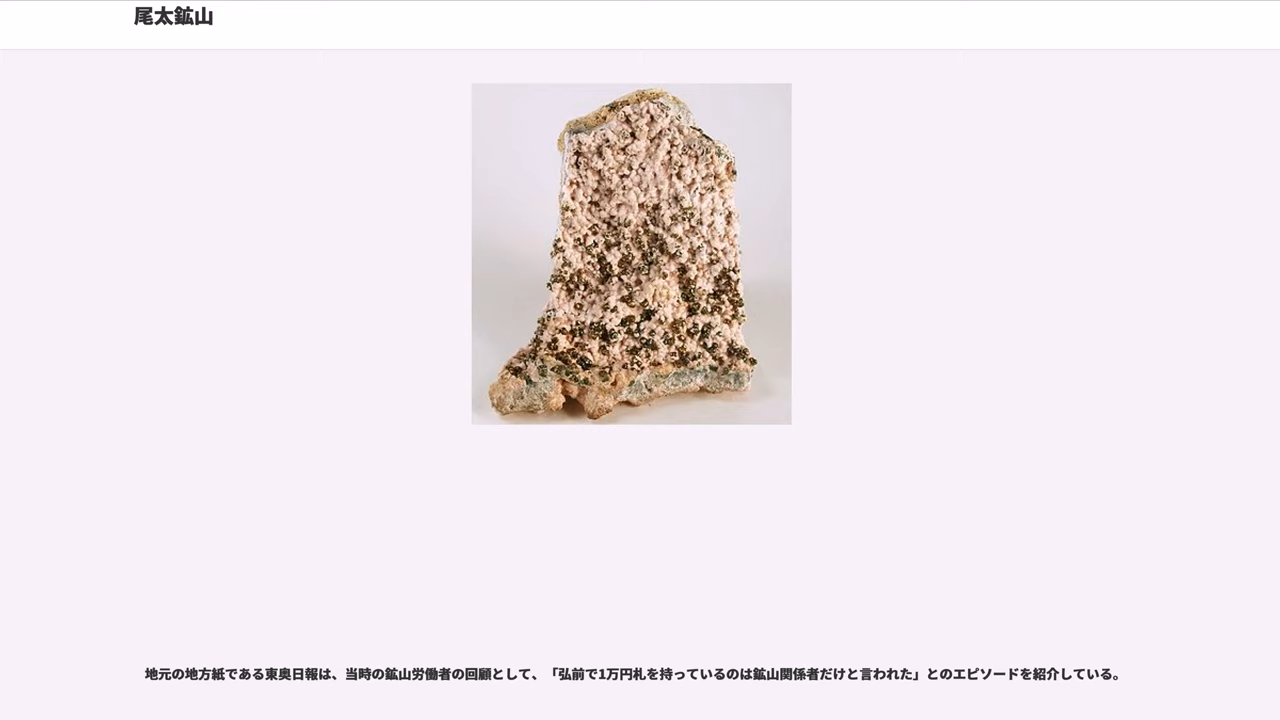 尾太鉱山
地元の地方紙である東奥日報は、当時の鉱山労働者の回顧として、「弘前で1万円札を持っているのは鉱山関係者だけと言われた」とのエピソードを紹介している。